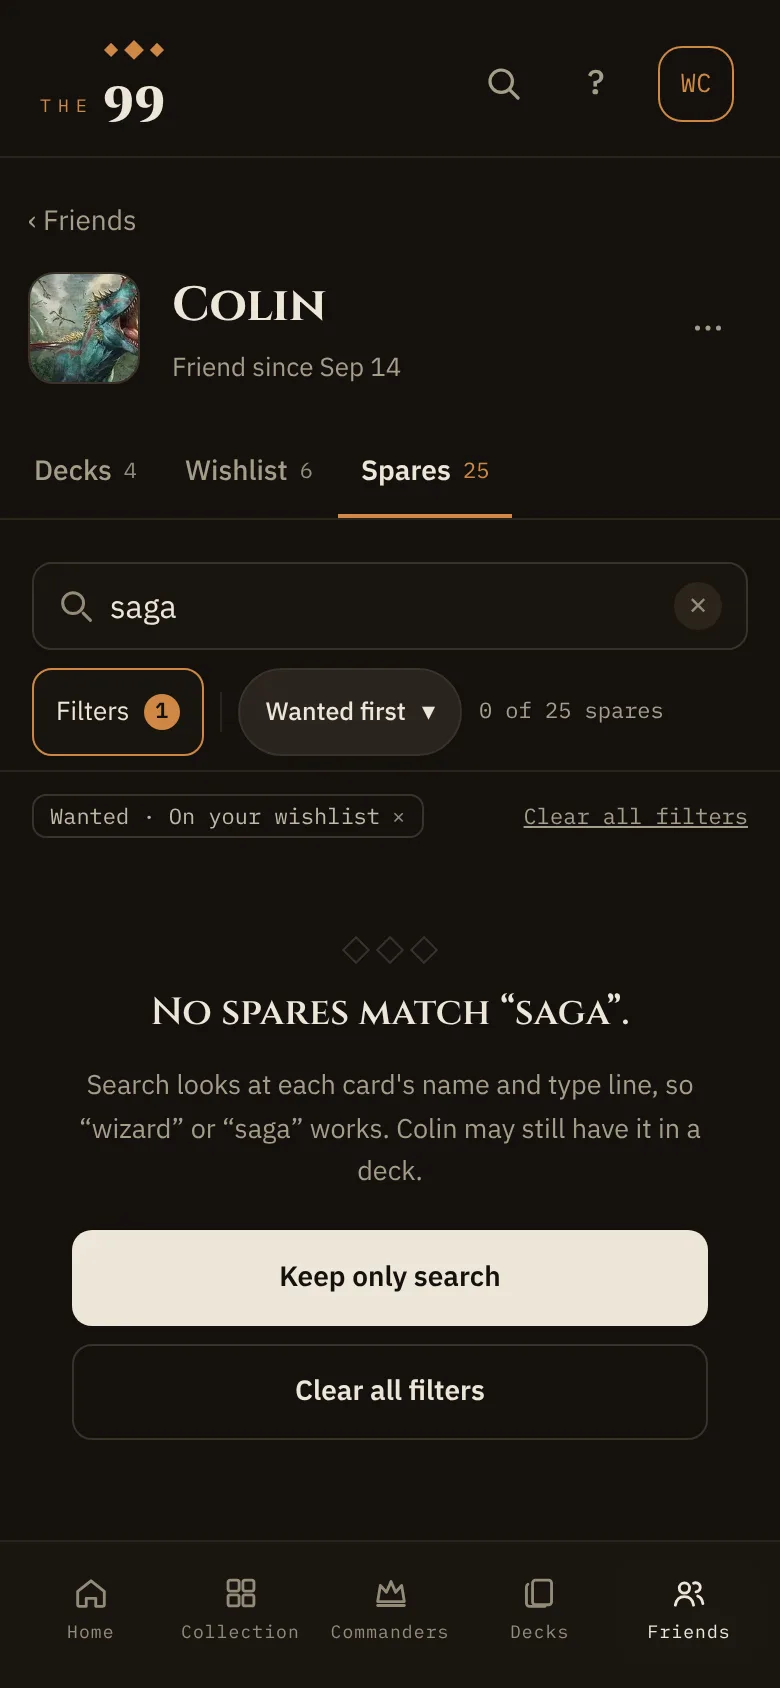 THE 99
?
WC
‹ Friends
Colin
Friend since Sep 14
...
Decks 4 Wishlist 6 Spares 25
saga ×
Filters 1 Wanted first ▼ 0 of 25 spares
Wanted · On your wishlist × Clear all filters
No spares match “saga”.
Search looks at each card's name and type line, so
“wizard” or “saga” works. Colin may still have it in a
deck.
Keep only search
Clear all filters
Home Collection Commanders Decks Friends